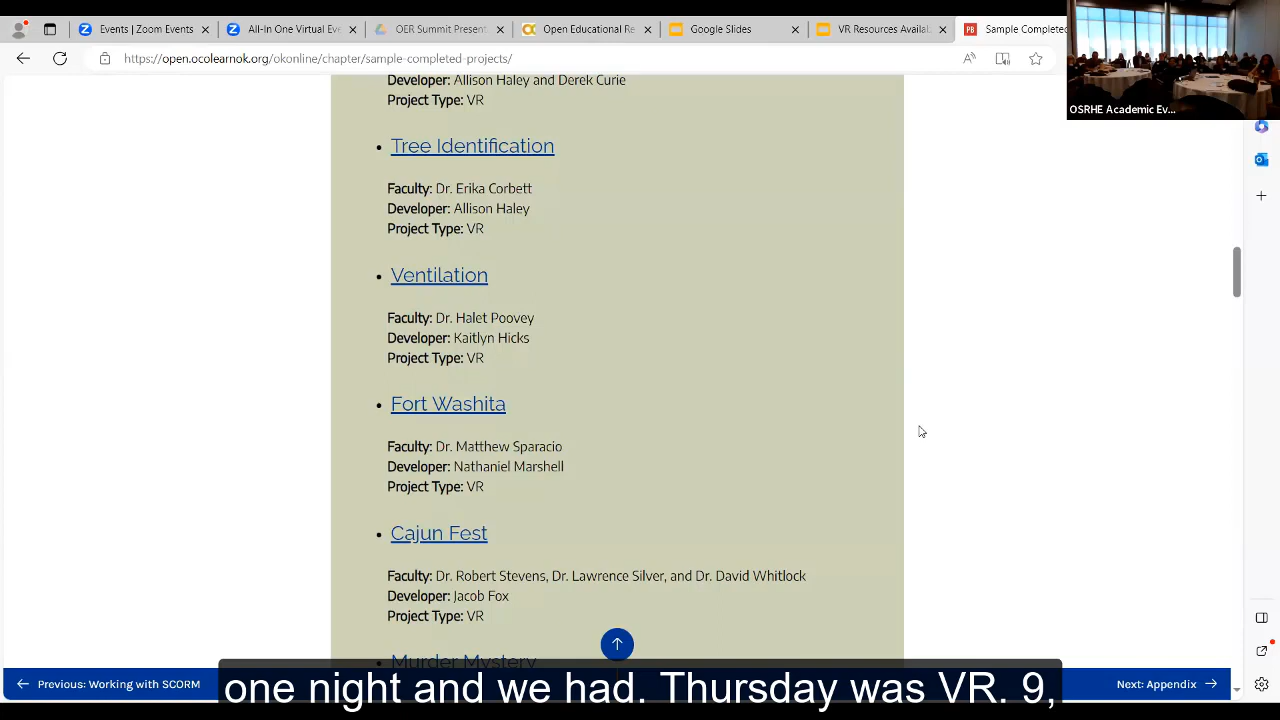 Events | Zoom Events
All-In-One Virtual Eve
OER Summit Present
Open Educational Re
Google Slides
VR Resources Availab
Sample Completed
https://open.ocolearnok.org/okonline/chapter/sample-completed-projects/
OSRHE Academic Ev...
Developer: Allison Haley and Derek Curie
Project Type: VR
• Tree Identification
Faculty: Dr. Erika Corbett
Developer: Allison Haley
Project Type: VR
• Ventilation
Faculty: Dr. Halet Poovey
Developer: Kaitlyn Hicks
Project Type: VR
• Fort Washita
Faculty: Dr. Matthew Sparacio
Developer: Nathaniel Marshell
Project Type: VR
• Cajun Fest
Faculty: Dr. Robert Stevens, Dr. Lawrence Silver, and Dr. David Whitlock
Developer: Jacob Fox
Project Type: VR
• Murder Mystery
← Previous: Working with SCORM
Next: Appendix →
one night and we had. Thursday was VR. 9,